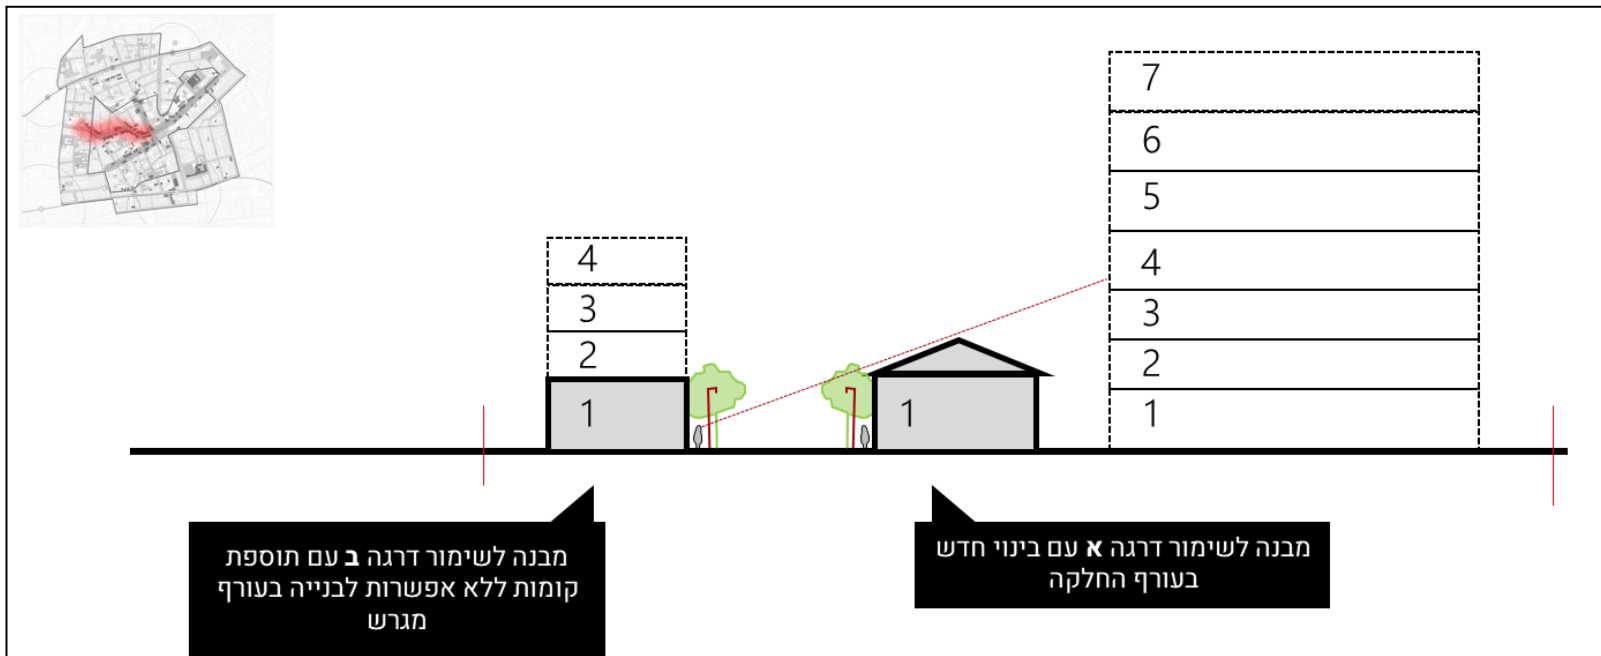 7
6
5
4
3
2
1
4
3
2
1
1
מבנה לשימור דרגה א עם בינוי חדש
בעורף החלקה
מבנה לשימור דרגה ב עם תוספת
קומות ללא אפשרות לבנייה בעורף
מגרש